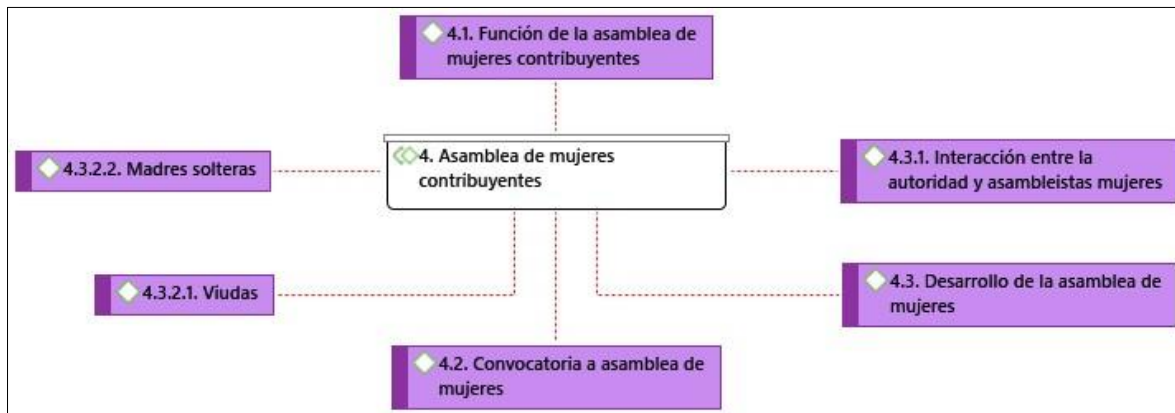 4.1. Función de la asamblea de
mujeres contribuyentes
4. Asamblea de mujeres
contribuyentes
4.3.2.2. Madres solteras
4.3.1. Interacción entre la
autoridad y asambleistas mujeres
4.3.2.1. Viudas
4.3. Desarrollo de la asamblea de
mujeres
4.2. Convocatoria a asamblea de
mujeres